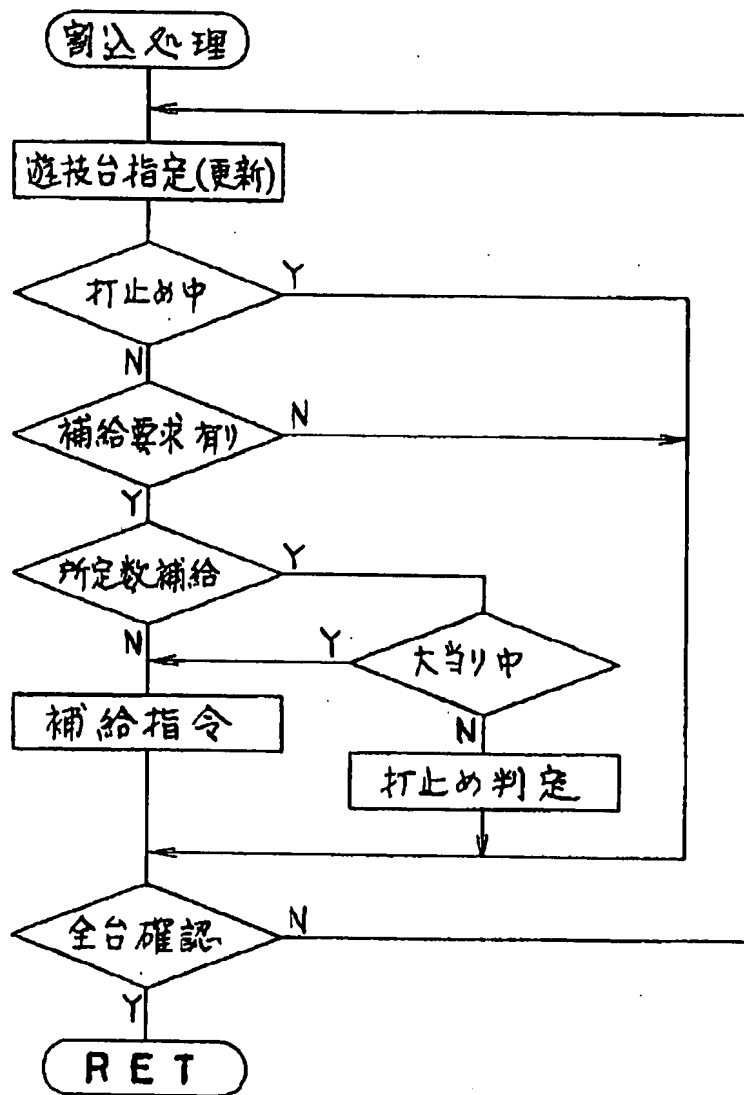 割込処理
遊技台指定(更新)
打止め中
Y
N
補給要求有り
N
Y
所定数補給
Y
N
大当り中
Y
N
補給指令
打止め判定
全台確認
N
Y
RET